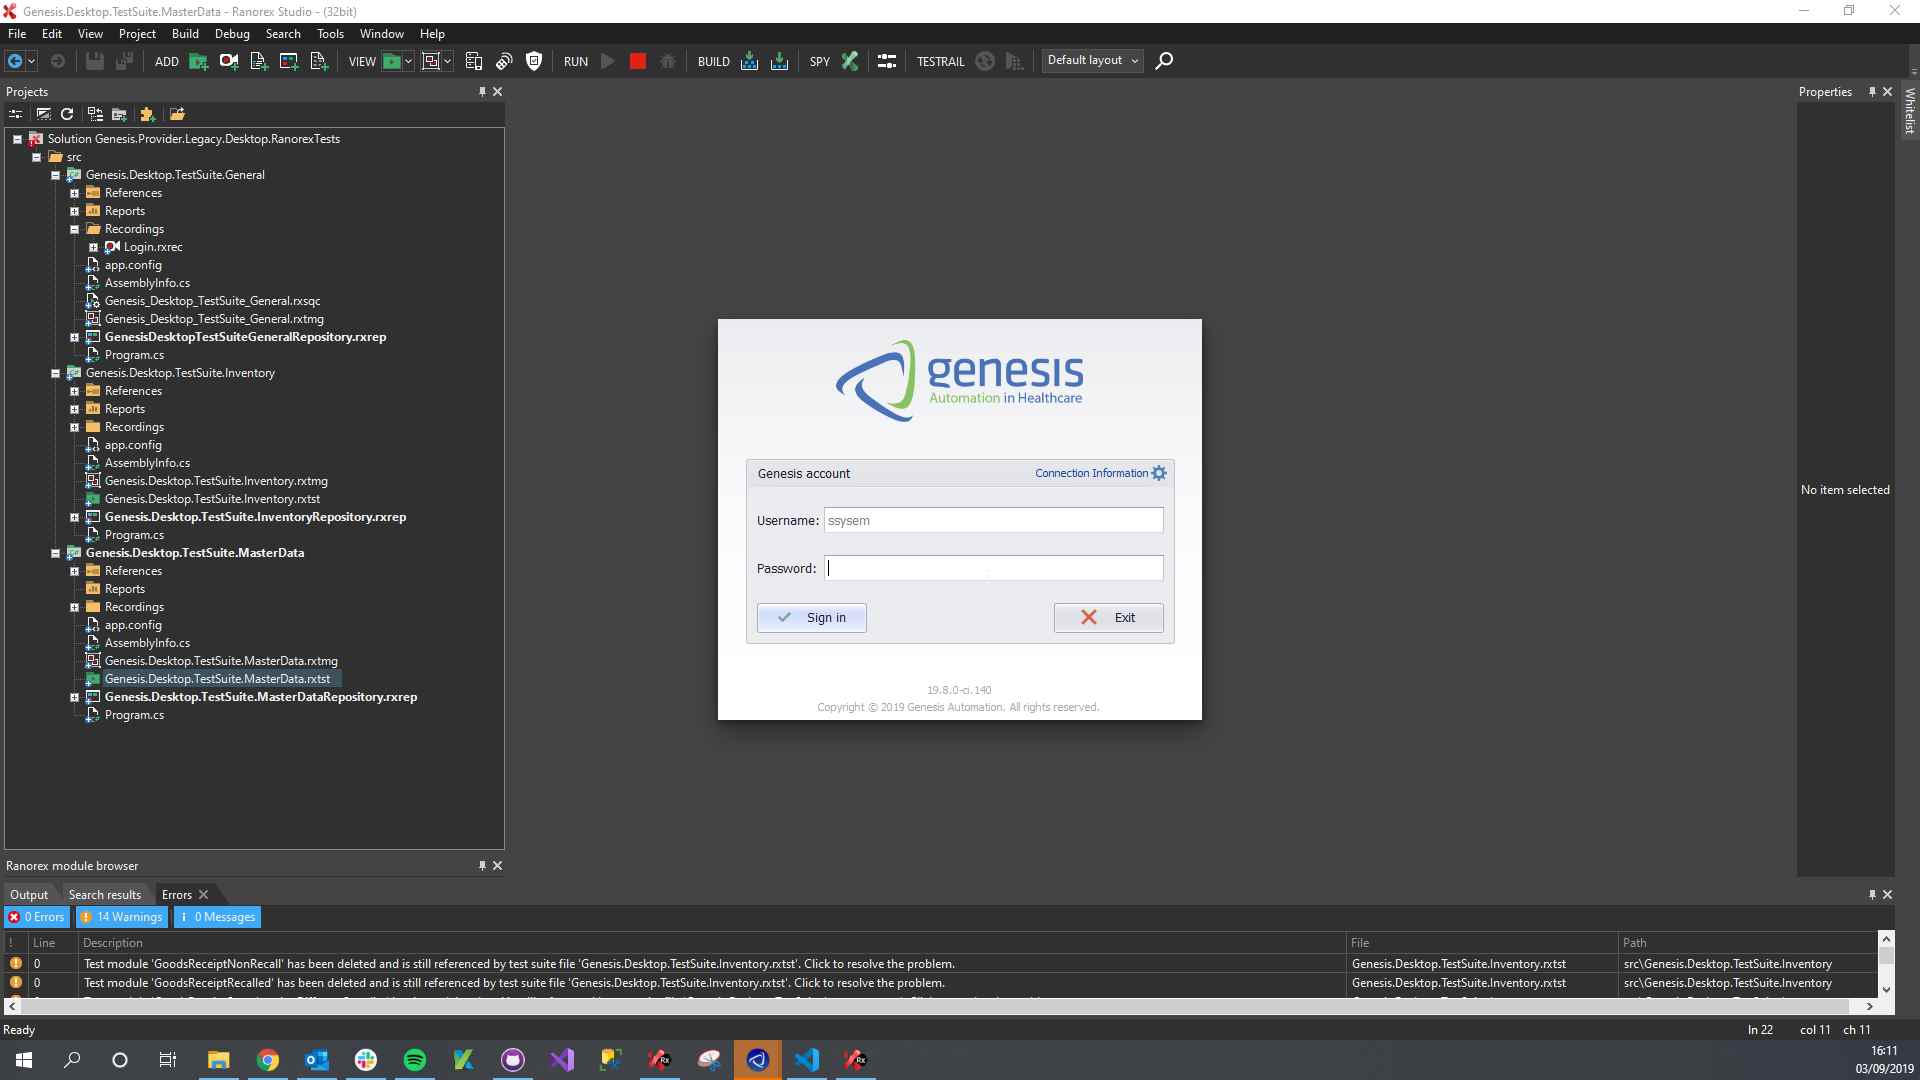 Genesis.Desktop.TestSuite.MasterData - Ranorex Studio - (32bit)
File Edit View Project Build Debug Search Tools Window Help
ADD VIEW RUN BUILD SPY TESTRAIL Default layout
Projects
Properties
Whitelist
Solution Genesis.Provider.Legacy.Desktop.RanorexTests
src
Genesis.Desktop.TestSuite.General
References
Reports
Recordings
Login.rxrec
app.config
AssemblyInfo.cs
Genesis_Desktop_TestSuite_General.rxsqc
Genesis_Desktop_TestSuite_General.rxtmg
GenesisDesktopTestSuiteGeneralRepository.rxrep
Program.cs
Genesis.Desktop.TestSuite.Inventory
References
Reports
Recordings
app.config
AssemblyInfo.cs
Genesis.Desktop.TestSuite.Inventory.rxtmg
Genesis.Desktop.TestSuite.Inventory.rxtst
Genesis.Desktop.TestSuite.InventoryRepository.rxrep
Program.cs
Genesis.Desktop.TestSuite.MasterData
References
Reports
Recordings
app.config
AssemblyInfo.cs
Genesis.Desktop.TestSuite.MasterData.rxtmg
Genesis.Desktop.TestSuite.MasterData.rxtst
Genesis.Desktop.TestSuite.MasterDataRepository.rxrep
Program.cs
genesis
Automation in Healthcare
Genesis account Connection Information
Username: ssysem
Password:
Sign in Exit
19.8.0-ci.140
Copyright © 2019 Genesis Automation. All rights reserved.
No item selected
Ranorex module browser
Output Search results Errors
0 Errors 14 Warnings 0 Messages
! Line Description File Path
0 Test module 'GoodsReceiptNonRecall' has been deleted and is still referenced by test suite file 'Genesis.Desktop.TestSuite.Inventory.rxtst'. Click to resolve the problem. Genesis.Desktop.TestSuite.Inventory.rxtst src\Genesis.Desktop.TestSuite.Inventory
0 Test module 'GoodsReceiptRecalled' has been deleted and is still referenced by test suite file 'Genesis.Desktop.TestSuite.Inventory.rxtst'. Click to resolve the problem. Genesis.Desktop.TestSuite.Inventory.rxtst src\Genesis.Desktop.TestSuite.Inventory
Ready ln 22 col 11 ch 11
16:11
03/09/2019